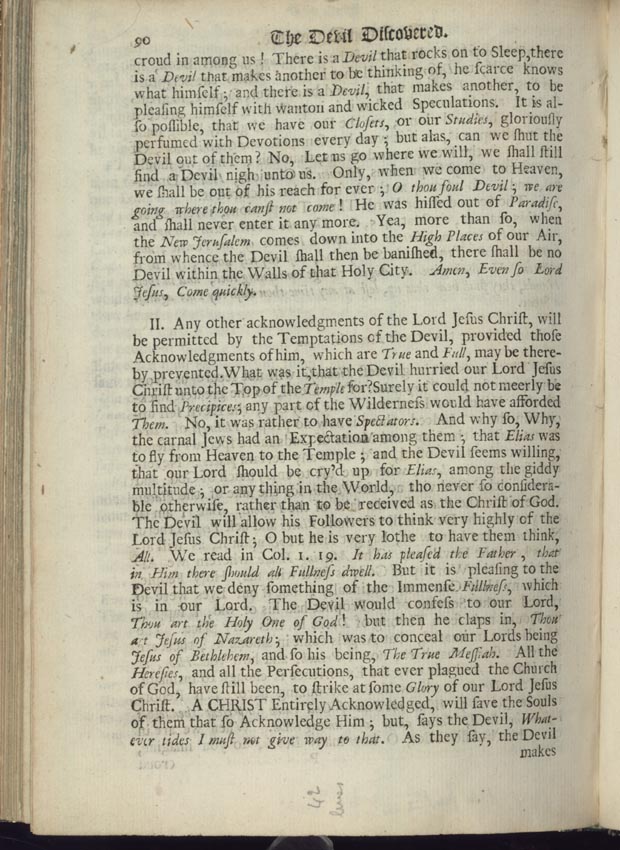 90 The Devil Discovered.
croud in among us! There is a Devil that rocks on to Sleep, there
is a Devil that makes another to be thinking of, he ſcarce knows
what himſelf; and there is a Devil, that makes another, to be
pleaſing himſelf with wanton and wicked Speculations. It is al-
ſo poſſible, that we have our Cloſets, or our Studies, gloriouſly
perfumed with Devotions every day; but alas, can we ſhut the
Devil out of them? No, Let us go where we will, we ſhall ſtill
find a Devil nigh unto us. Only, when we come to Heaven,
we ſhall be out of his reach for ever; O thou foul Devil; we are
going where thou canſt not come! He was hiſſed out of Paradiſe,
and ſhall never enter it any more. Yea, more than ſo, when
the New Jeruſalem comes down into the High Places of our Air,
from whence the Devil ſhall then be baniſhed, there ſhall be no
Devil within the Walls of that Holy City. Amen, Even ſo Lord
Jeſus, Come quickly.
II. Any other acknowledgments of the Lord Jeſus Chriſt, will
be permitted by the Temptations of the Devil, provided thoſe
Acknowledgments of him, which are True and Full, may be there-
by prevented. What was it, that the Devil hurried our Lord Jeſus
Chriſt unto the Top of the Temple for? Surely it could not meerly be
to find Precipices; any part of the Wilderneſs would have afforded
Them. No, it was rather to have Spectators. And why ſo, Why,
the carnal Jews had an Expectation among them; that Elias was
to fly from Heaven to the Temple; and the Devil ſeems willing,
that our Lord ſhould be cry'd up for Elias, among the giddy
multitude; or any thing in the World, tho never ſo conſidera-
ble otherwiſe, rather than to be received as the Chriſt of God.
The Devil will allow his Followers to think very highly of the
Lord Jeſus Chriſt; O but he is very lothe to have them think,
All. We read in Col. 1. 19. It has pleaſed the Father, that
in Him there ſhould all Fullneſs dwell. But it is pleaſing to the
Devil that we deny ſomething of the Immenſe Fullneſs, which
is in our Lord. The Devil would confeſs to our Lord,
Thou art the Holy One of God! but then he claps in, Thou
art Jeſus of Nazareth; which was to conceal our Lords being
Jeſus of Bethlehem, and ſo his being, The True Meſſiah. All the
Hereſies, and all the Perſecutions, that ever plagued the Church
of God, have ſtill been, to ſtrike at ſome Glory of our Lord Jeſus
Chriſt. A CHRIST Entirely Acknowledged, will ſave the Souls
of them that ſo Acknowledge Him; but, ſays the Devil, What-
ever tides I muſt not give way to that. As they ſay, the Devil
makes
42